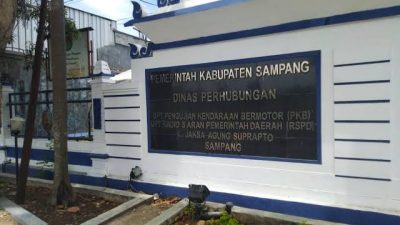 PEMERINTAH KABUPATEN SAMPANG
DINAS PERHUBUNGAN
UPT. PENGUJIAN KENDARAAN BERMOTOR (PKB)
UPT. RADIO SIARAN PEMERINTAH DAERAH (RSPD)
JL. JAKSA AGUNG SUPRAPTO
SAMPANG